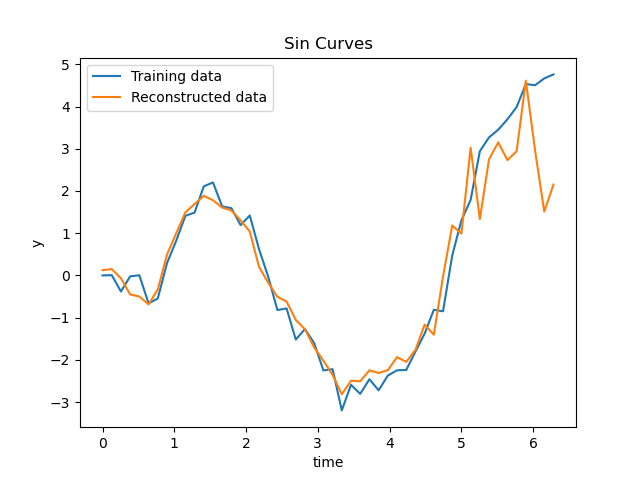 Sin Curves
Training data
Reconstructed data
y
5
4
3
2
1
0
−1
−2
−3
0 1 2 3 4 5 6
time